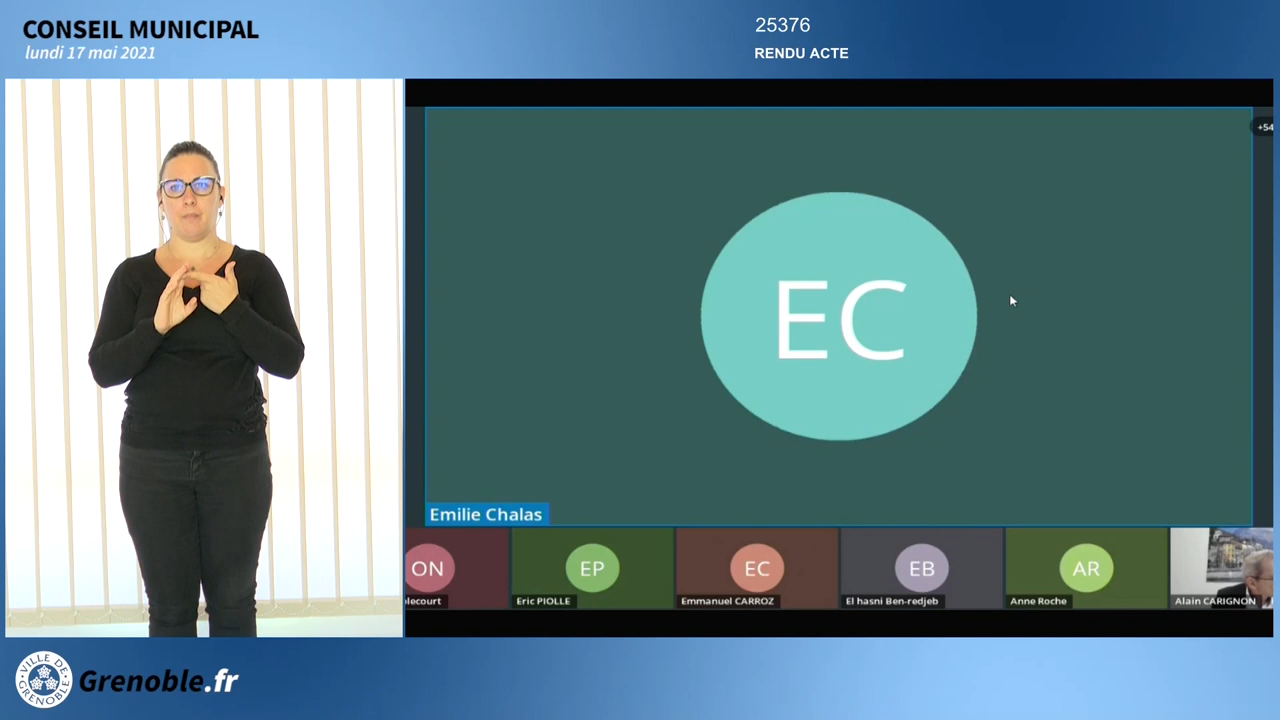 CONSEIL MUNICIPAL
lundi 17 mai 2021
25376
RENDU ACTE
+54
EC
Emilie Chalas
ON
EP
EC
EB
AR
lecourt
Eric PIOLLE
Emmanuel CARROZ
El hasni Ben-redjeb
Anne Roche
Alain CARIGNON
VILLE DE GRENOBLE
Grenoble.fr